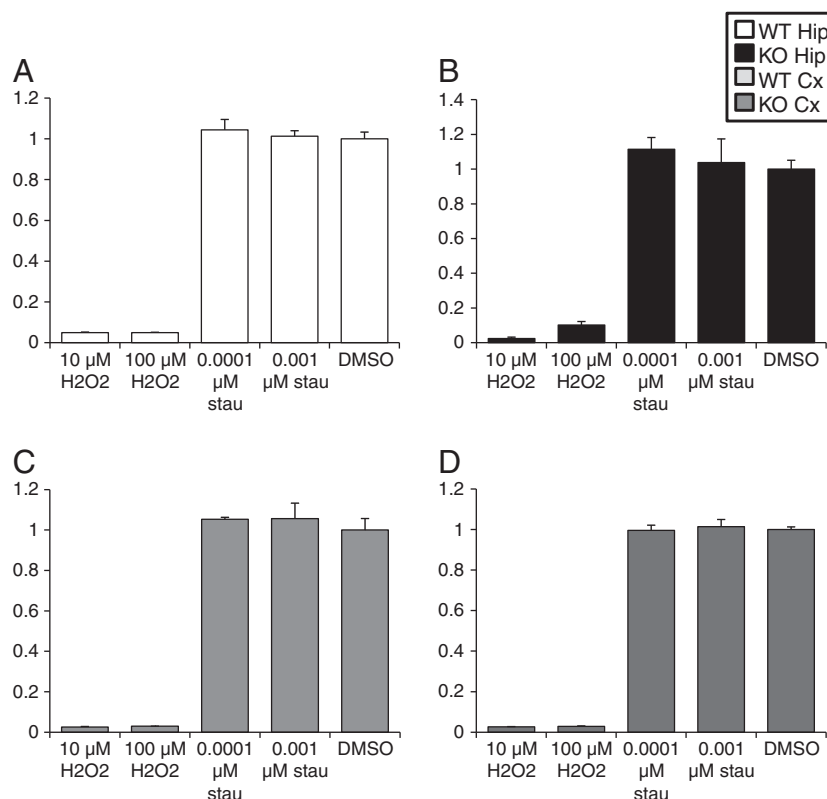 WT Hip
KO Hip
WT Cx
KO Cx
A
1.2
1
0.8
0.6
0.4
0.2
0
10 µM
H2O2
100 µM
H2O2
0.0001
µM
stau
0.001
µM stau
DMSO
B
1.4
1.2
1
0.8
0.6
0.4
0.2
0
10 µM
H2O2
100 µM
H2O2
0.0001
µM
stau
0.001
µM stau
DMSO
C
1.2
1
0.8
0.6
0.4
0.2
0
10 µM
H2O2
100 µM
H2O2
0.0001
µM
stau
0.001
µM stau
DMSO
D
1.2
1
0.8
0.6
0.4
0.2
0
10 µM
H2O2
100 µM
H2O2
0.0001
µM
stau
0.001
µM stau
DMSO